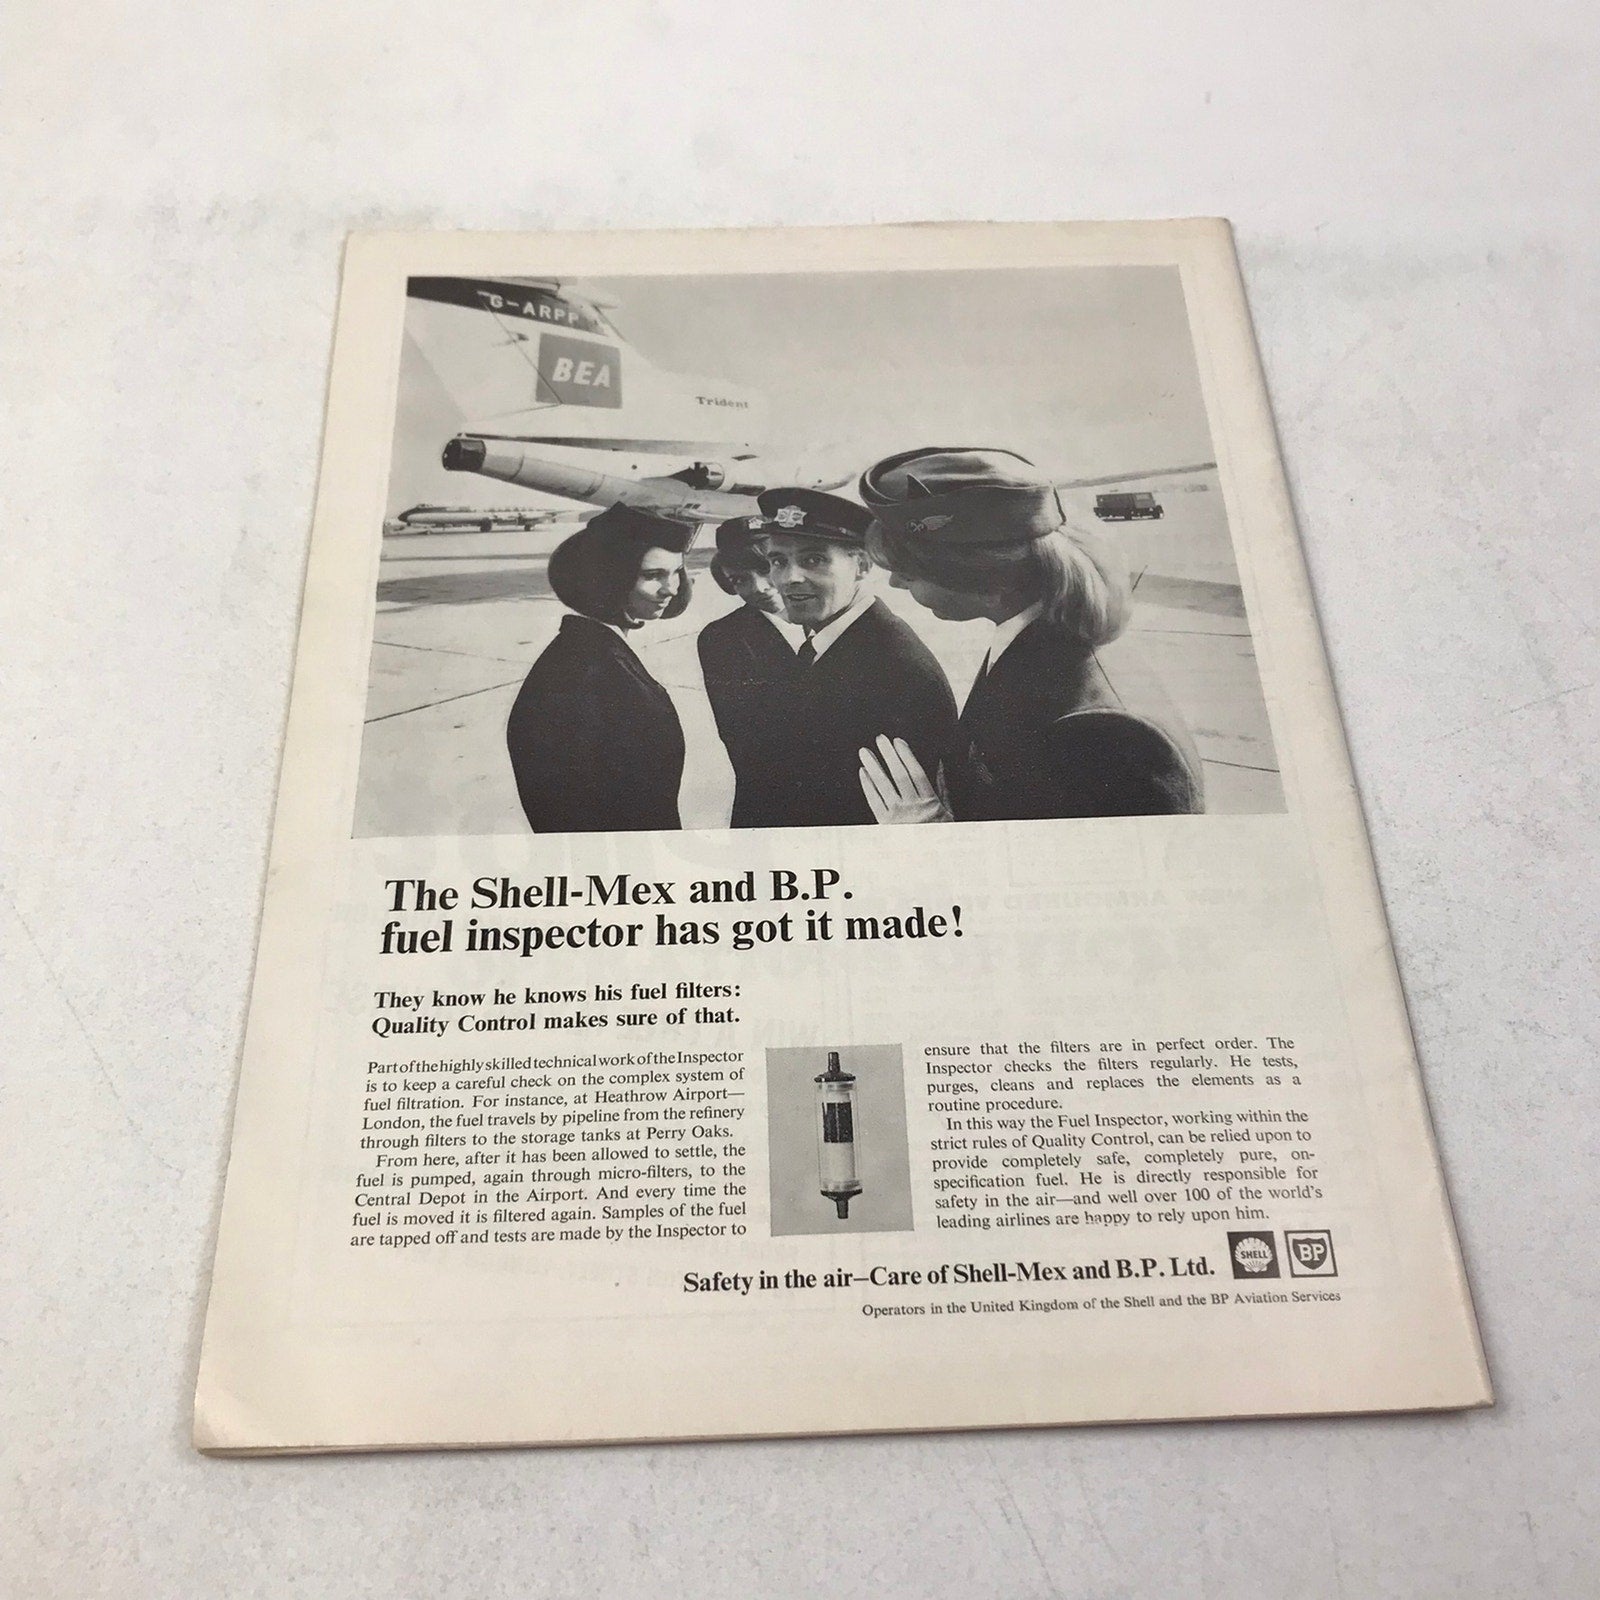 G-ARPP
BEA
Trident
The Shell-Mex and B.P.
fuel inspector has got it made!
They know he knows his fuel filters:
Quality Control makes sure of that.
Part of the highly skilled technical work of the Inspector
is to keep a careful check on the complex system of
fuel filtration. For instance, at Heathrow Airport—
London, the fuel travels by pipeline from the refinery
through filters to the storage tanks at Perry Oaks.
From here, after it has been allowed to settle, the
fuel is pumped, again through micro-filters, to the
Central Depot in the Airport. And every time the
fuel is moved it is filtered again. Samples of the fuel
are tapped off and tests are made by the Inspector to
ensure that the filters are in perfect order. The
Inspector checks the filters regularly. He tests,
purges, cleans and replaces the elements as a
routine procedure.
In this way the Fuel Inspector, working within the
strict rules of Quality Control, can be relied upon to
provide completely safe, completely pure, on-
specification fuel. He is directly responsible for
safety in the air—and well over 100 of the world's
leading airlines are happy to rely upon him.
Safety in the air–Care of Shell-Mex and B.P. Ltd.
SHELL
BP
Operators in the United Kingdom of the Shell and the BP Aviation Services